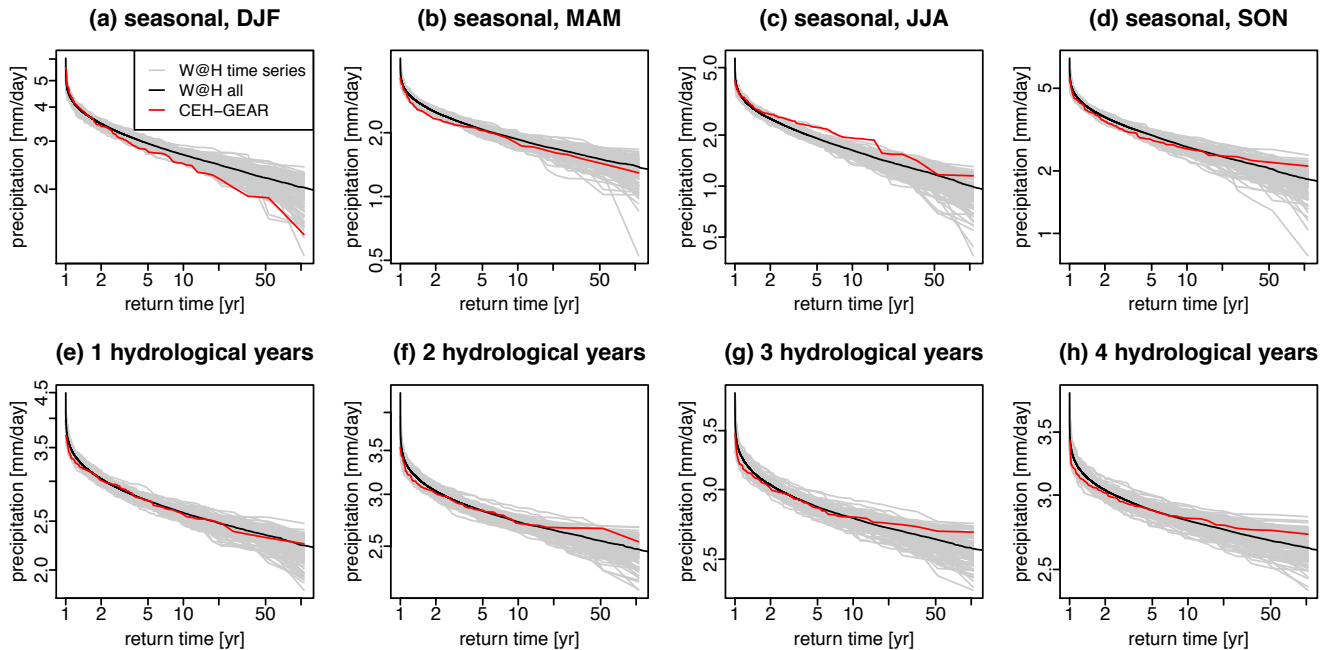 (a) seasonal, DJF
precipitation [mm/day]
2
3
4
5
W@H time series
W@H all
CEH−GEAR
1
2
5
10
50
return time [yr]
(b) seasonal, MAM
precipitation [mm/day]
0.5
1.0
2.0
1
2
5
10
50
return time [yr]
(c) seasonal, JJA
precipitation [mm/day]
0.5
1.0
2.0
5.0
1
2
5
10
50
return time [yr]
(d) seasonal, SON
precipitation [mm/day]
1
2
5
1
2
5
10
50
return time [yr]
(e) 1 hydrological years
precipitation [mm/day]
2.0
2.5
3.5
4.5
1
2
5
10
50
return time [yr]
(f) 2 hydrological years
precipitation [mm/day]
2.5
3.0
3.5
1
2
5
10
50
return time [yr]
(g) 3 hydrological years
precipitation [mm/day]
2.5
3.0
3.5
1
2
5
10
50
return time [yr]
(h) 4 hydrological years
precipitation [mm/day]
2.5
3.0
3.5
1
2
5
10
50
return time [yr]